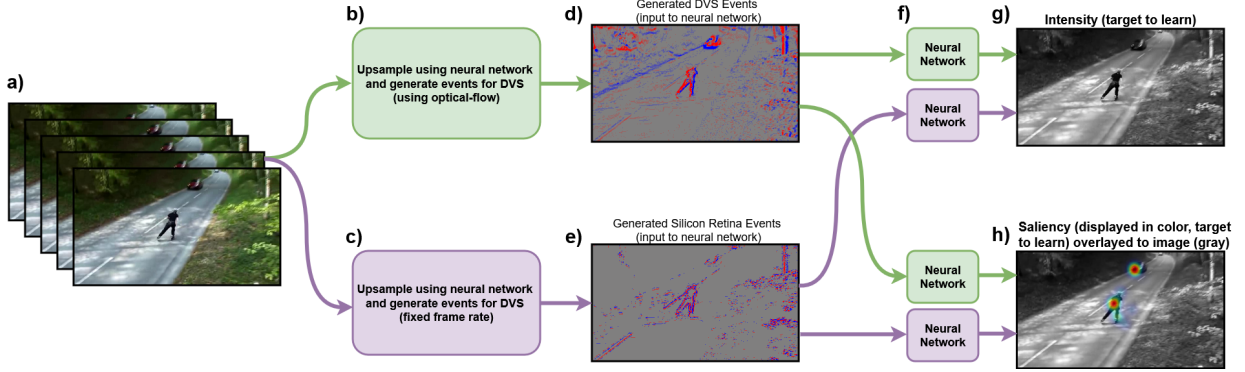 a)
b)
Upsample using neural network
and generate events for DVS
(using optical-flow)
c)
Upsample using neural network
and generate events for DVS
(fixed frame rate)
d)
Generated DVS Events
(input to neural network)
e)
Generated Silicon Retina Events
(input to neural network)
f)
Neural
Network
Neural
Network
Neural
Network
Neural
Network
g)
Intensity (target to learn)
h)
Saliency (displayed in color, target
to learn) overlayed to image (gray)